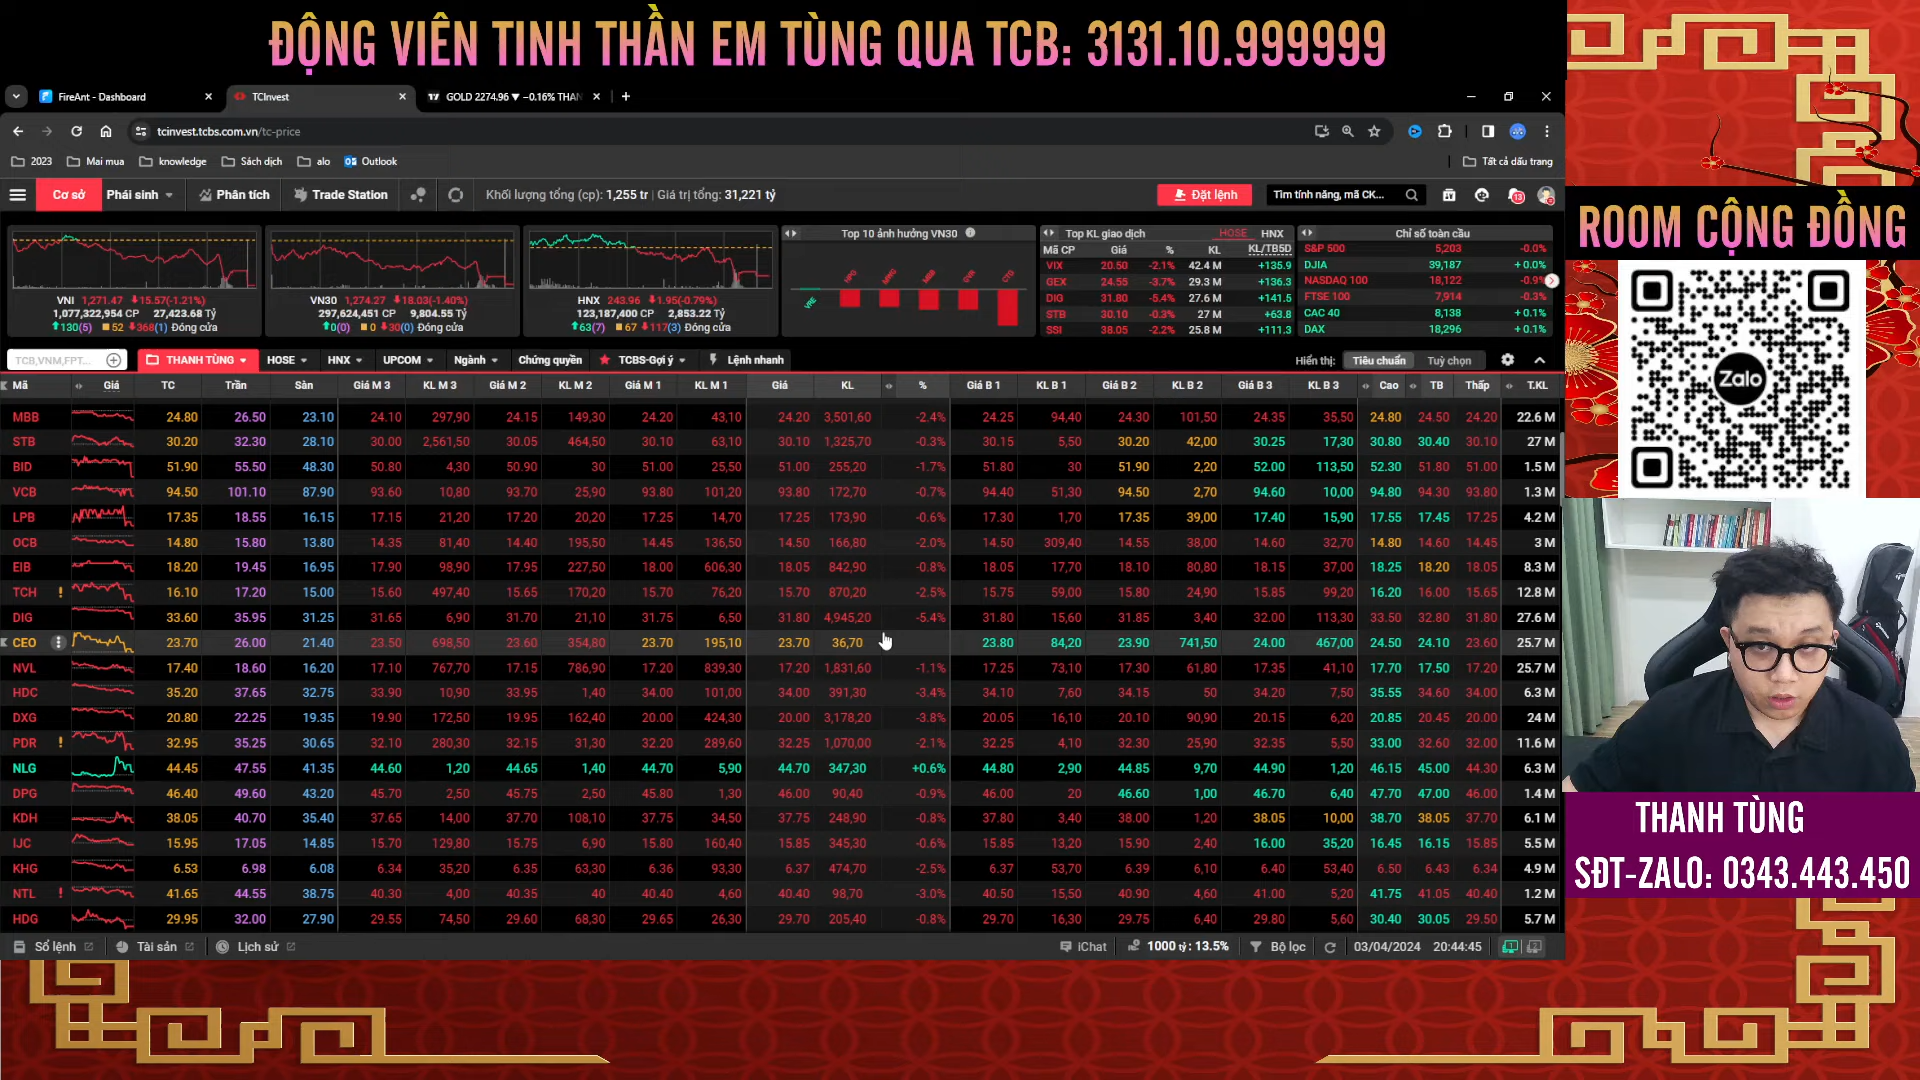 ĐỘNG VIÊN TINH THẦN EM TÙNG QUA TCB: 3131.10.999999
FireAnt - Dashboard
TCInvest
GOLD 2274.96 ▼ −0.16% THAN
tcinvest.tcbs.com.vn/tc-price
2023 Mai mua knowledge Sách dịch alo Outlook Tất cả dấu trang
Cơ sở Phái sinh Phân tích Trade Station Khối lượng tổng (cp): 1,255 tr | Giá trị tổng: 31,221 tỷ Đặt lệnh Tìm tính năng, mã CK... 13
VNI 1,271.47 15.57(-1.21%)
1,077,322,954 CP 27,423.68 Tỷ
130(5) 52 368(1) Đóng cửa
VN30 1,274.27 18.03(-1.40%)
297,624,451 CP 9,804.55 Tỷ
0(0) 0 30(0) Đóng cửa
HNX 243.96 1.95(-0.79%)
123,187,400 CP 2,853.22 Tỷ
63(7) 67 117(3) Đóng cửa
Top 10 ảnh hưởng VN30
Top KL giao dịch HOSE HNX
Mã CP Giá % KL KL/TB5D
VIX 20.50 -2.1% 42.4 M +135.9
GEX 24.55 -3.7% 29.3 M +136.3
DIG 31.80 -5.4% 27.6 M +141.5
STB 30.10 -0.3% 27 M +63.8
SSI 38.05 -2.2% 25.8 M +111.3
Chỉ số toàn cầu
S&P 500 5,203 -0.0%
DJIA 39,187 +0.0%
NASDAQ 100 18,122 -0.9%
FTSE 100 7,914 -0.3%
CAC 40 8,138 +0.1%
DAX 18,296 +0.1%
TCB,VNM,FPT... THANH TÙNG HOSE HNX UPCOM Ngành Chứng quyền TCBS-Gợi ý Lệnh nhanh Hiển thị: Tiêu chuẩn Tuỳ chọn
Mã Giá TC Trần Sàn Giá M 3 KL M 3 Giá M 2 KL M 2 Giá M 1 KL M 1 Giá KL % Giá B 1 KL B 1 Giá B 2 KL B 2 Giá B 3 KL B 3 Cao TB Thấp T.KL
MBB 24.80 26.50 23.10 24.10 297,90 24.15 149,30 24.20 43,10 24.20 3,501,60 -2.4% 24.25 94,40 24.30 101,50 24.35 35,50 24.80 24.50 24.20 22.6 M
STB 30.20 32.30 28.10 30.00 2,561,50 30.05 464,50 30.10 63,10 30.10 1,325,70 -0.3% 30.15 5,50 30.20 42,00 30.25 17,30 30.80 30.40 30.10 27 M
BID 51.90 55.50 48.30 50.80 4,30 50.90 30 51.00 25,50 51.00 255,20 -1.7% 51.80 30 51.90 2,20 52.00 113,50 52.30 51.80 51.00 1.5 M
VCB 94.50 101.10 87.90 93.60 10,80 93.70 25,90 93.80 101,20 93.80 172,70 -0.7% 94.40 51,30 94.50 2,70 94.60 10,00 94.80 94.30 93.80 1.3 M
LPB 17.35 18.55 16.15 17.15 21,20 17.20 20,20 17.25 14,70 17.25 173,90 -0.6% 17.30 1,70 17.35 39,00 17.40 15,90 17.55 17.45 17.25 4.2 M
OCB 14.80 15.80 13.80 14.35 81,40 14.40 195,50 14.45 136,50 14.50 166,80 -2.0% 14.50 309,40 14.55 38,00 14.60 32,70 14.80 14.60 14.45 3 M
EIB 18.20 19.45 16.95 17.90 98,90 17.95 227,50 18.00 606,30 18.05 842,90 -0.8% 18.05 17,70 18.10 80,80 18.15 37,00 18.25 18.20 18.05 8.3 M
TCH ! 16.10 17.20 15.00 15.60 497,40 15.65 170,20 15.70 76,20 15.70 870,20 -2.5% 15.75 59,00 15.80 24,90 15.85 99,20 16.20 16.00 15.65 12.8 M
DIG 33.60 35.95 31.25 31.65 6,90 31.70 21,10 31.75 6,50 31.80 4,945,20 -5.4% 31.80 15,60 31.85 3,40 32.00 113,30 33.50 32.80 31.80 27.6 M
CEO 23.70 26.00 21.40 23.50 698,50 23.60 354,80 23.70 195,10 23.70 36,70 23.80 84,20 23.90 741,50 24.00 467,00 24.50 24.10 23.60 25.7 M
NVL 17.40 18.60 16.20 17.10 767,70 17.15 786,90 17.20 839,30 17.20 1,831,60 -1.1% 17.25 73,10 17.30 61,80 17.35 41,10 17.70 17.50 17.20 25.7 M
HDC 35.20 37.65 32.75 33.90 10,90 33.95 1,40 34.00 101,00 34.00 391,30 -3.4% 34.10 7,60 34.15 50 34.20 7,50 35.55 34.60 34.00 6.3 M
DXG 20.80 22.25 19.35 19.90 172,50 19.95 162,40 20.00 424,30 20.00 3,178,20 -3.8% 20.05 16,10 20.10 90,90 20.15 6,20 20.85 20.45 20.00 24 M
PDR ! 32.95 35.25 30.65 32.10 280,30 32.15 31,30 32.20 289,60 32.25 1,070,00 -2.1% 32.25 4,10 32.30 25,90 32.35 5,50 33.00 32.60 32.00 11.6 M
NLG 44.45 47.55 41.35 44.60 1,20 44.65 1,40 44.70 5,90 44.70 347,30 +0.6% 44.80 2,90 44.85 9,70 44.90 1,20 46.15 45.00 44.30 6.3 M
DPG 46.40 49.60 43.20 45.70 2,50 45.75 2,50 45.80 1,30 46.00 90,40 -0.9% 46.00 20 46.60 1,00 46.70 6,40 47.70 47.00 46.00 1.4 M
KDH 38.05 40.70 35.40 37.65 14,00 37.70 108,10 37.75 34,50 37.75 248,90 -0.8% 37.80 3,40 38.00 1,20 38.05 10,00 38.70 38.05 37.70 6.1 M
IJC 15.95 17.05 14.85 15.70 129,80 15.75 6,90 15.80 160,40 15.85 345,30 -0.6% 15.85 13,20 15.90 2,40 16.00 35,20 16.45 16.15 15.85 5.5 M
KHG 6.53 6.98 6.08 6.34 35,20 6.35 63,30 6.36 93,30 6.37 474,70 -2.5% 6.37 53,70 6.39 6,10 6.40 53,40 6.50 6.43 6.34 4.9 M
NTL ! 41.65 44.55 38.75 40.30 4,00 40.35 40 40.40 4,60 40.40 98,70 -3.0% 40.50 15,50 40.90 4,60 41.00 5,20 41.75 41.05 40.40 1.2 M
HDG 29.95 32.00 27.90 29.55 74,50 29.60 68,30 29.65 26,30 29.70 205,40 -0.8% 29.70 16,30 29.75 6,40 29.80 5,60 30.40 30.05 29.50 5.7 M
Sổ lệnh Tài sản Lịch sử iChat 1000 tỷ: 13.5% Bộ lọc 03/04/2024 20:44:45
ROOM CỘNG ĐỒNG
Zalo
THANH TÙNG
SĐT-ZALO: 0343.443.450